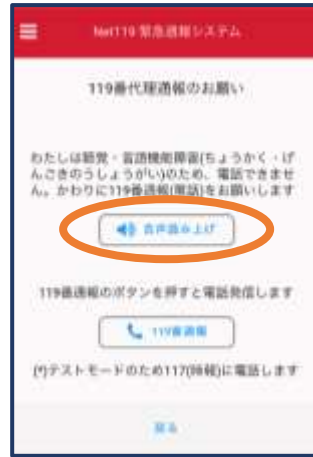 Net119 緊急通報システム
119番代理通報のお願い
わたしは聴覚・言語機能障害(ちょうかく・げ
んごきのうしょうがい)のため、電話できませ
ん。かわりに119番通報(電話)をお願いします
音声読み上げ
119番通報のボタンを押すと電話発信します
119番通報
(*)テストモードのため117(時報)に電話します
戻る